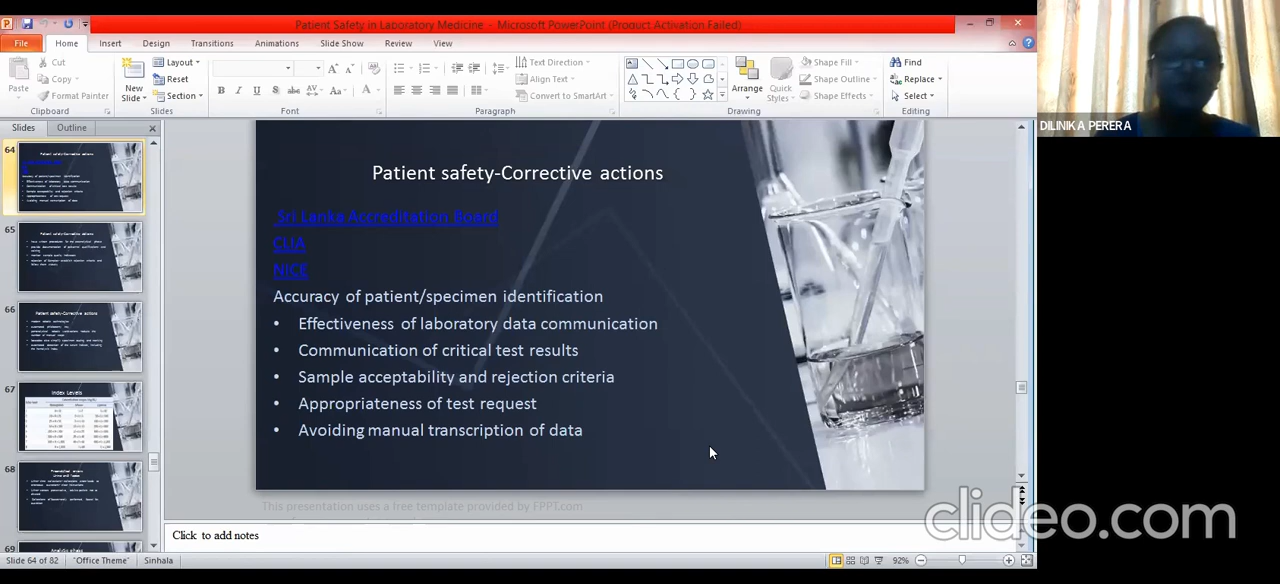 Patient Safety in Laboratory Medicine - Microsoft PowerPoint (Product Activation Failed)
File Home Insert Design Transitions Animations Slide Show Review View
Cut
Copy
Format Painter
Paste
Clipboard
New Slide
Layout
Reset
Section
Slides
Font
Text Direction
Align Text
Convert to SmartArt
Paragraph
Arrange
Quick Styles
Shape Fill
Shape Outline
Shape Effects
Drawing
Find
Replace
Select
Editing
DILINIKA PERERA
Slides Outline
64
65
66
67
68
69
Patient safety-Corrective actions
Sri Lanka Accreditation Board
CLIA
NICE
Accuracy of patient/specimen identification
• Effectiveness of laboratory data communication
• Communication of critical test results
• Sample acceptability and rejection criteria
• Appropriateness of test request
• Avoiding manual transcription of data
This presentation uses a free template provided by FPPT.com
Click to add notes
clideo.com
Slide 64 of 82 "Office Theme" Sinhala 92%